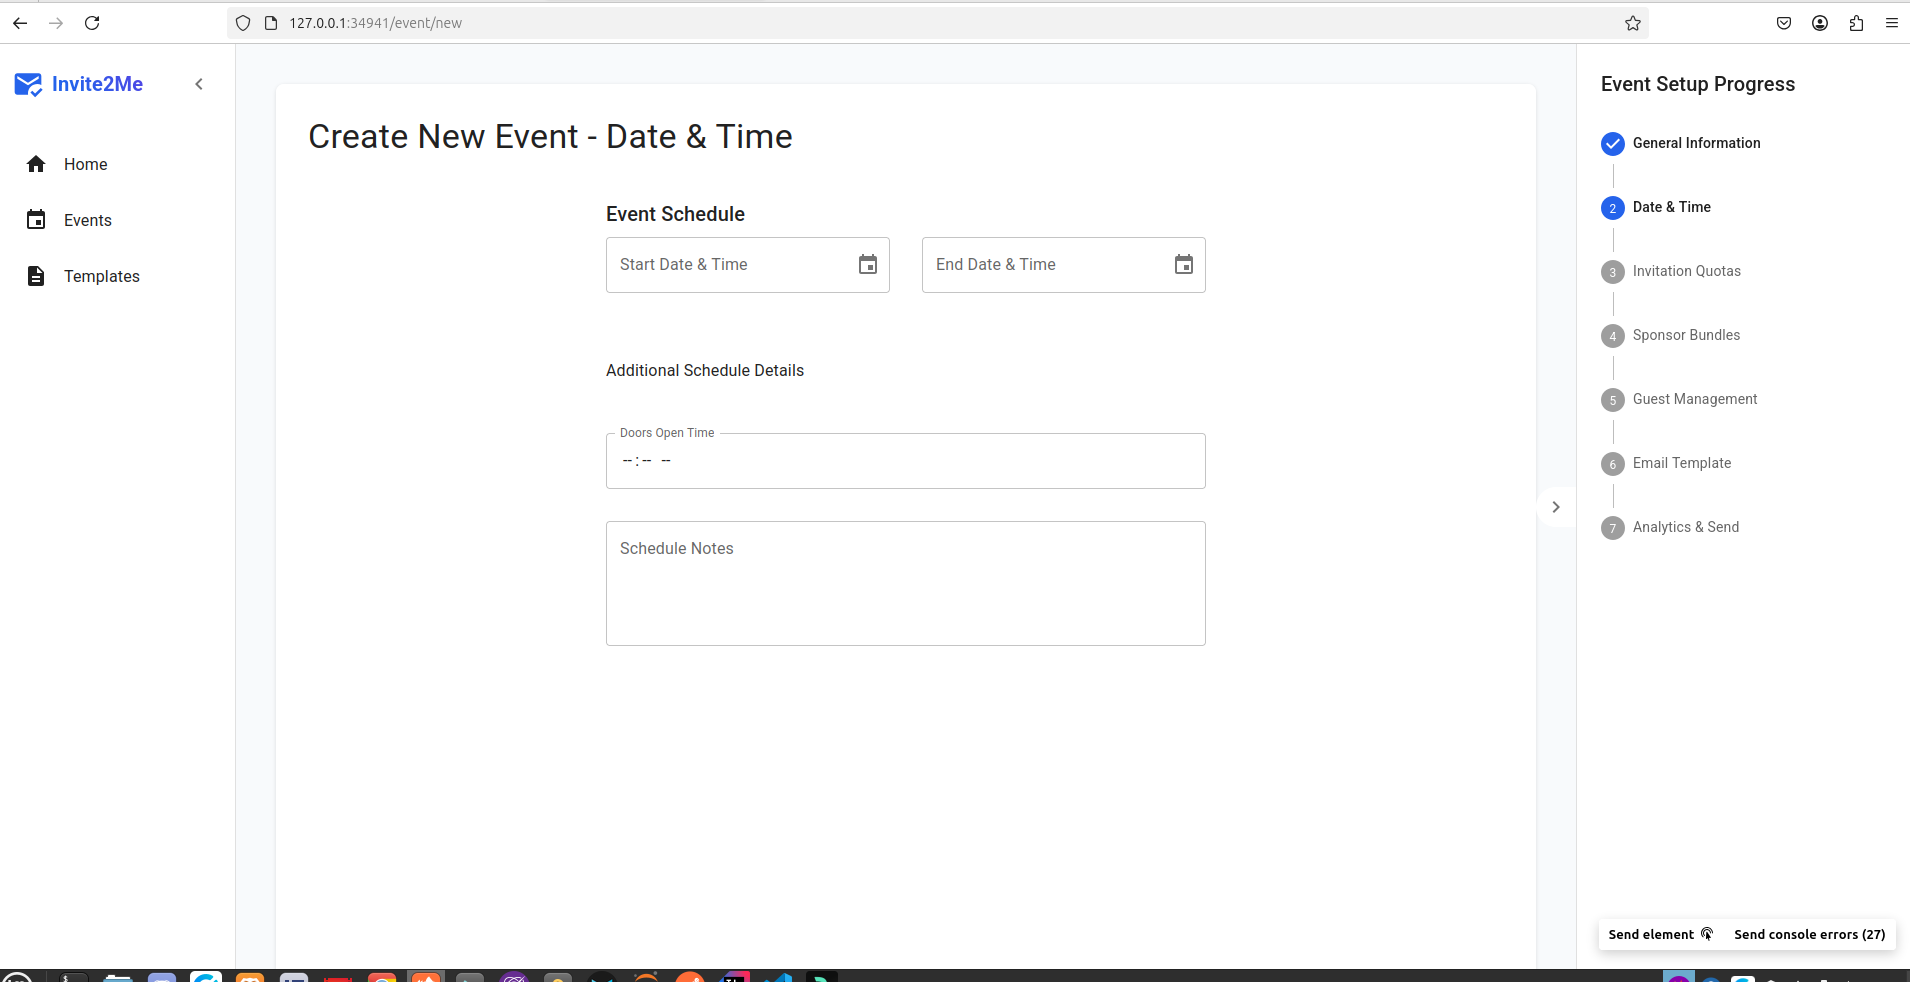 127.0.0.1:34941/event/new
Invite2Me
Home
Events
Templates
Create New Event - Date & Time
Event Schedule
Start Date & Time
End Date & Time
Additional Schedule Details
Doors Open Time
--:-- --
Schedule Notes
Event Setup Progress
General Information
2 Date & Time
3 Invitation Quotas
4 Sponsor Bundles
5 Guest Management
6 Email Template
7 Analytics & Send
Send element
Send console errors (27)